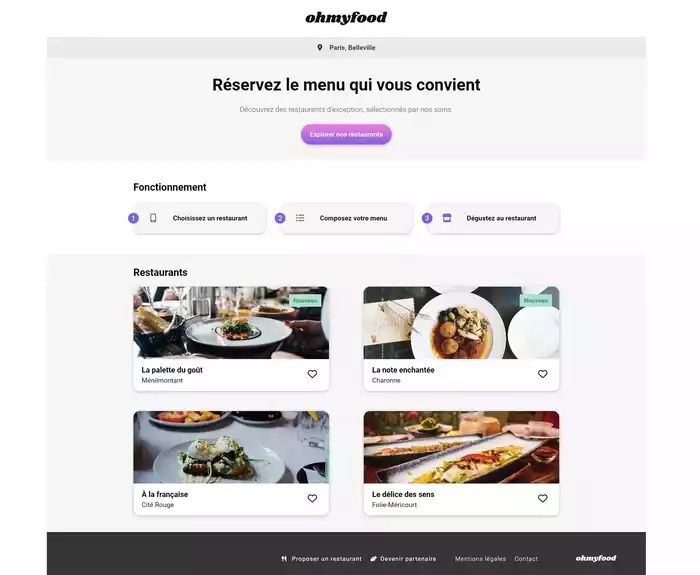 ohmyfood
Paris, Belleville
Réservez le menu qui vous convient
Découvrez des restaurents d'exception, sélectionnés par nos soins
Explorer nos restaurants
Fonctionnement
1 Choisissez un restaurant
2 Composez votre menu
3 Dégustez au restaurant
Restaurants
Nouveau
Nouveau
La palette du goût
Ménilmontant
La note enchantée
Charonne
À la française
Cité Rouge
Le délice des sens
Folie-Méricourt
Proposer un restaurant Devenir partenaire Mentions légales Contact ohmyfood